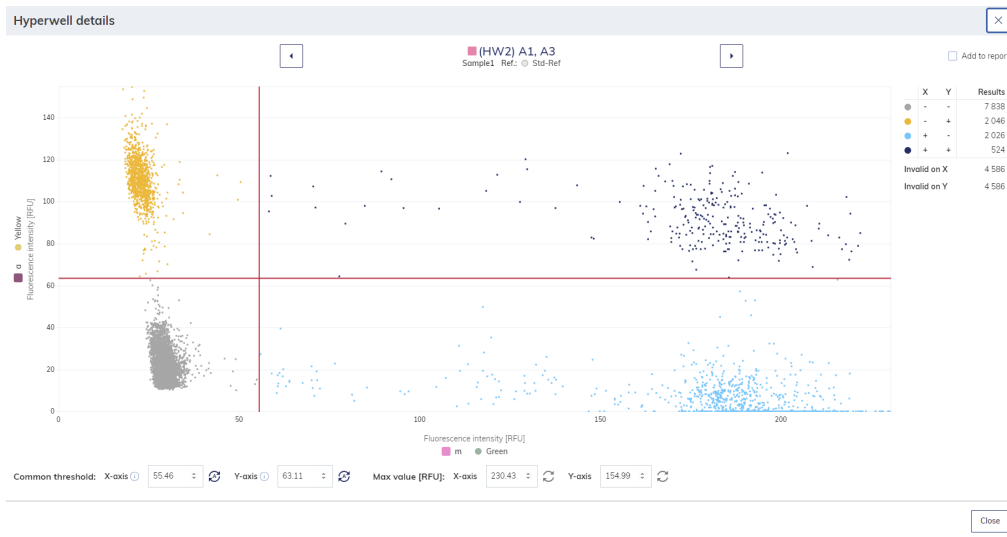 Hyperwell details
(HW2) A1, A3
Sample1 Ref.: Std-Ref
Add to repor
X Y Results
- - 7 838
- + 2 046
+ - 2 026
+ + 524
Invalid on X 4 586
Invalid on Y 4 586
a Yellow
Fluorescence intensity [RFU]
140
120
100
80
60
40
20
0
0 50 100 150 200
Fluorescence intensity [RFU]
m Green
Common threshold: X-axis 55.46 Y-axis 63.11 Max value [RFU]: X-axis 230.43 Y-axis 154.99
Close